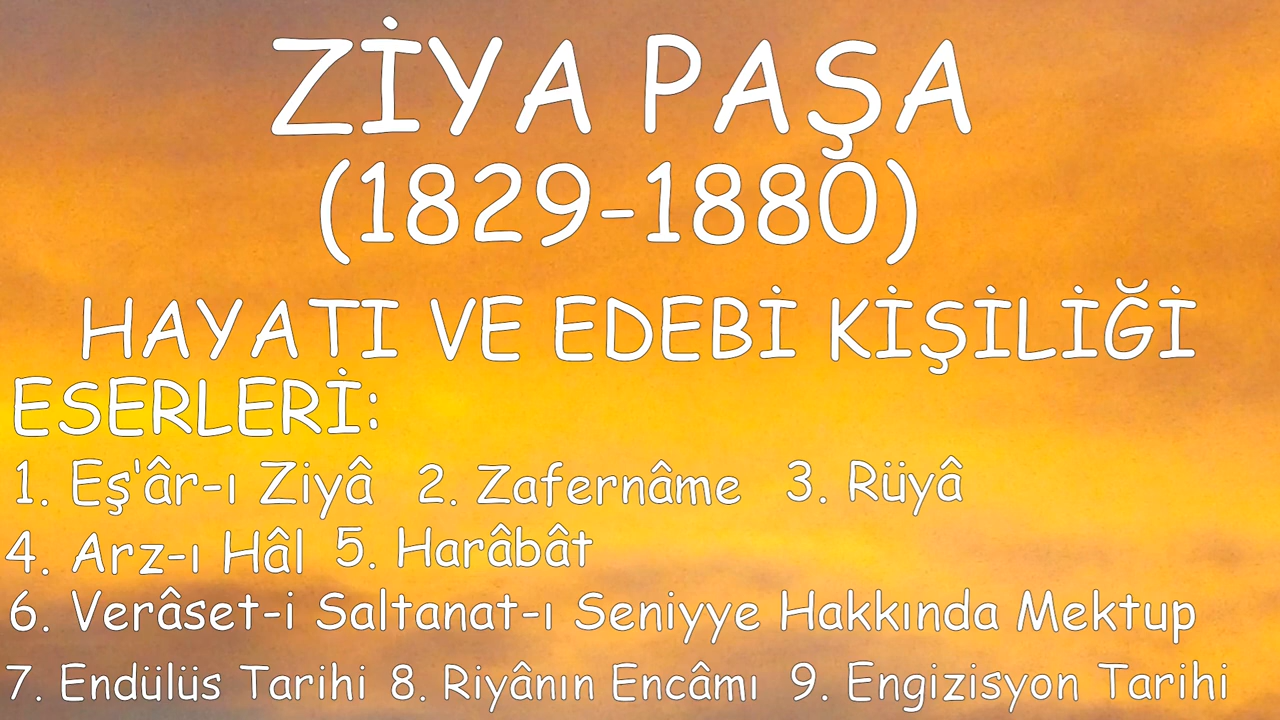 ZİYA PAŞA
(1829-1880)
HAYATI VE EDEBİ KİŞİLİĞİ
ESERLERİ:
1. Eş'âr-ı Ziyâ 2. Zafernâme 3. Rüyâ
4. Arz-ı Hâl 5. Harâbât
6. Verâset-i Saltanat-ı Seniyye Hakkında Mektup
7. Endülüs Tarihi 8. Riyânın Encâmı 9. Engizisyon Tarihi